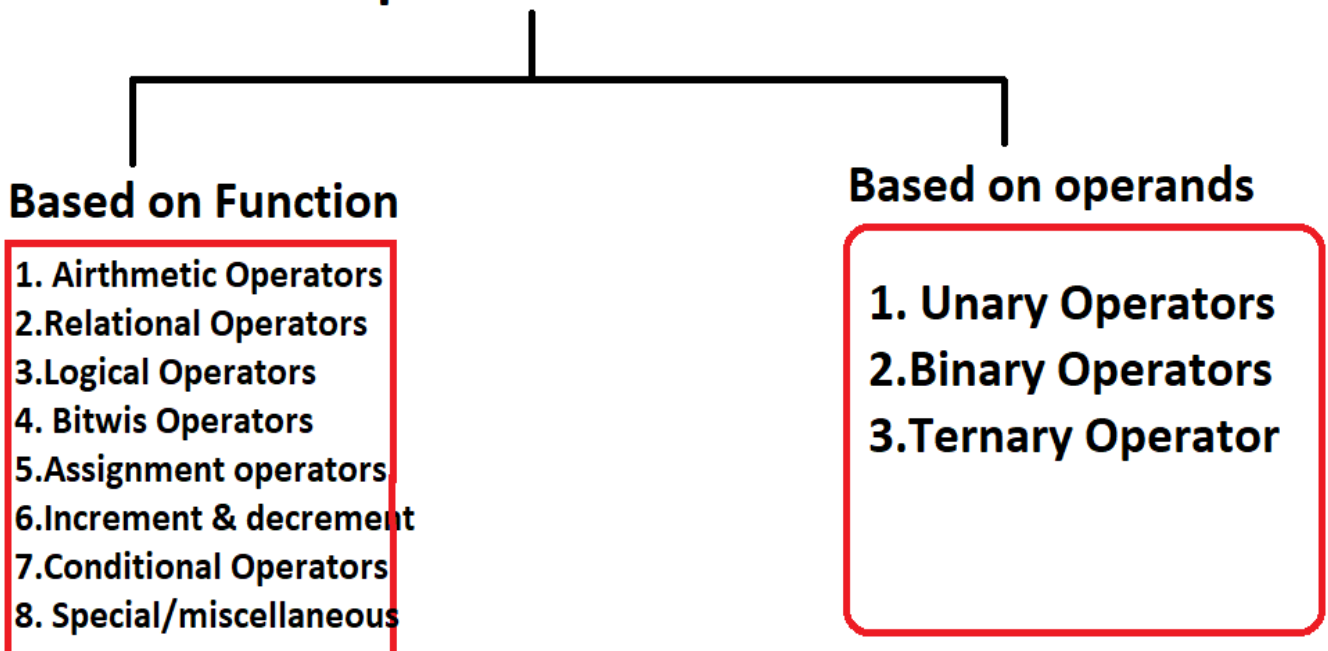 Based on Function
1. Airthmetic Operators
2.Relational Operators
3.Logical Operators
4. Bitwis Operators
5.Assignment operators
6.Increment & decrement
7.Conditional Operators
8. Special/miscellaneous
Based on operands
1. Unary Operators
2.Binary Operators
3.Ternary Operator